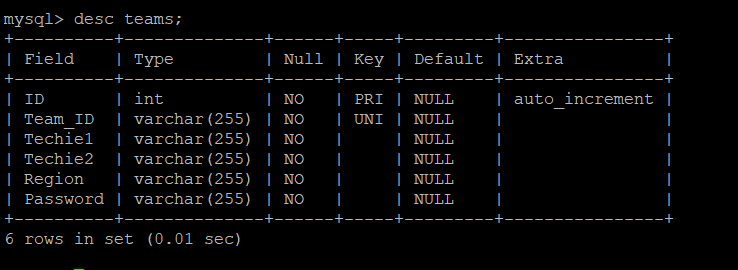 mysql> desc teams;
+----------+--------------+------+-----+---------+----------------+
| Field    | Type         | Null | Key | Default | Extra          |
+----------+--------------+------+-----+---------+----------------+
| ID       | int          | NO   | PRI | NULL    | auto_increment |
| Team_ID  | varchar(255) | NO   | UNI | NULL    |                |
| Techie1  | varchar(255) | NO   |     | NULL    |                |
| Techie2  | varchar(255) | NO   |     | NULL    |                |
| Region   | varchar(255) | NO   |     | NULL    |                |
| Password | varchar(255) | NO   |     | NULL    |                |
+----------+--------------+------+-----+---------+----------------+
6 rows in set (0.01 sec)